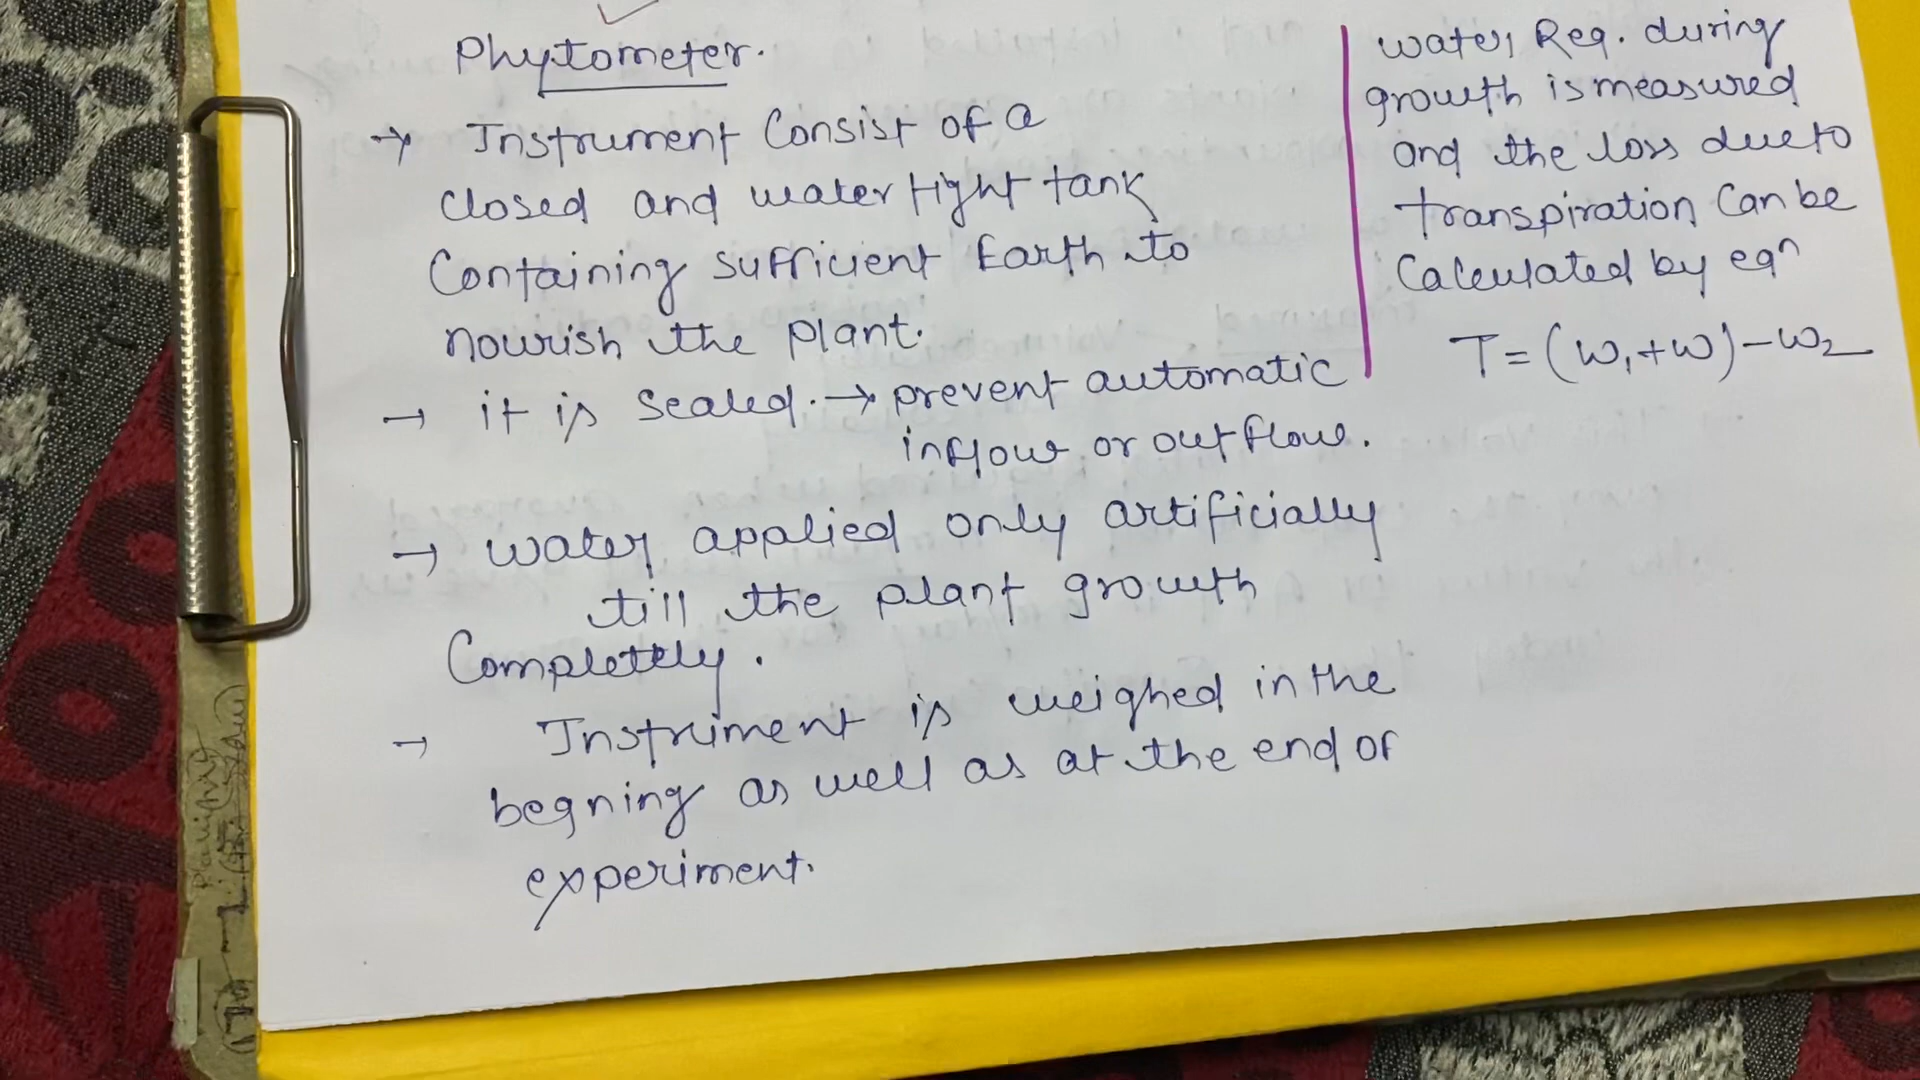 Phytometer.
→ Instrument Consist of a
closed and water tight tank
Containing sufficient Earth to
nourish the plant.
→ it is sealed. → prevent automatic
inflow or outflow.
→ water applied only artificially
till the plant growth
Completely.
→ Instriment is weighed in the
begning as well as at the end of
experiment.
water Req. during
growth is measured
and the loss due to
transpiration can be
Calculated by eqn
T = (w₁+w) - w₂